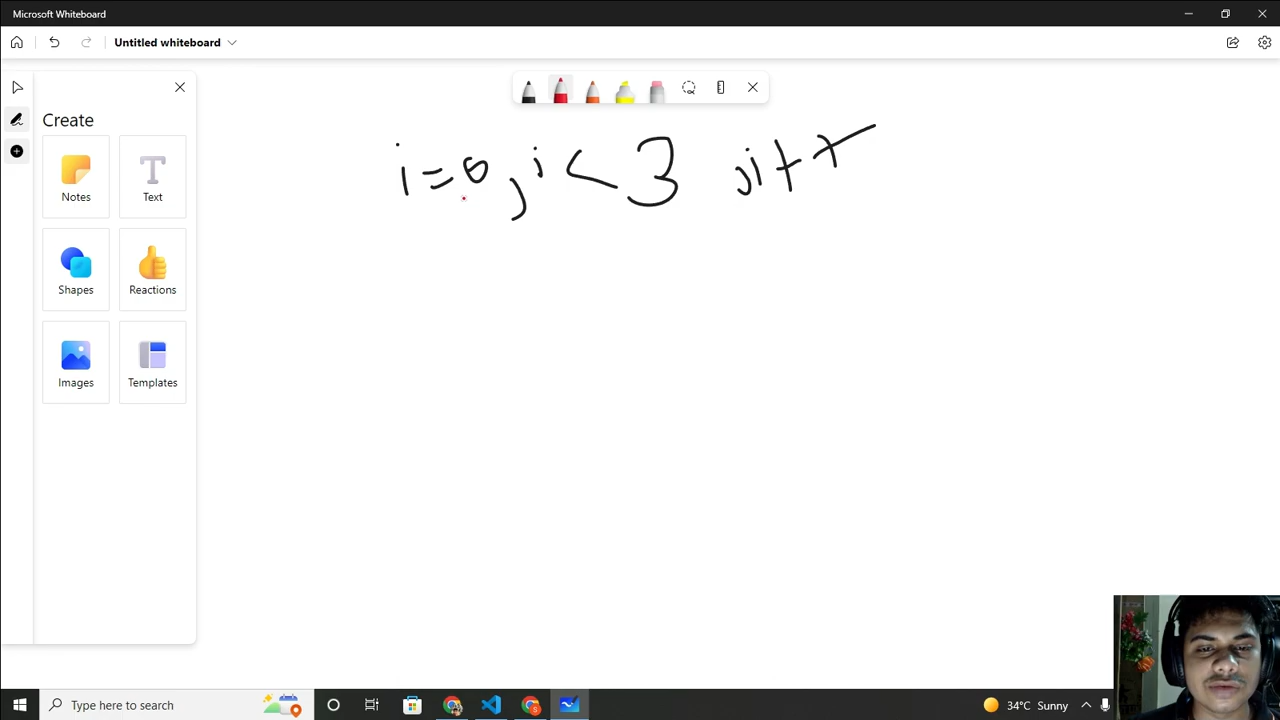 Microsoft Whiteboard
Untitled whiteboard
Create
Notes
Text
Shapes
Reactions
Images
Templates
i=0, i<3 ,i++
Type here to search
34°C Sunny